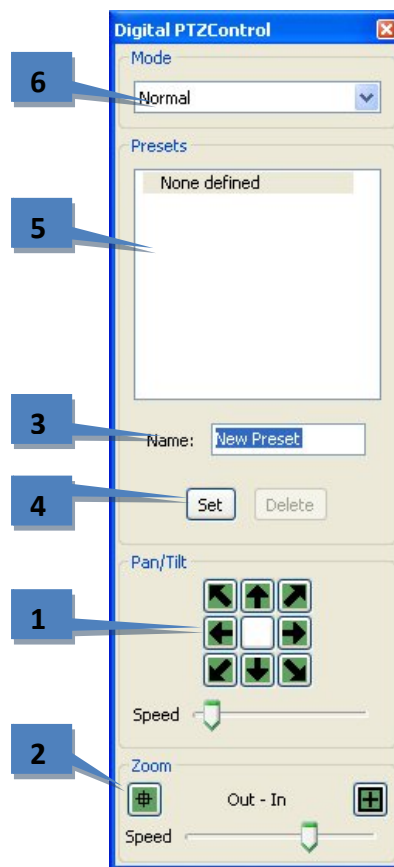 Digital PTZControl
Mode
6
Normal
Presets
None defined
5
3
Name: New Preset
4
Set Delete
Pan/Tilt
1
Speed
2
Zoom
Out - In
Speed